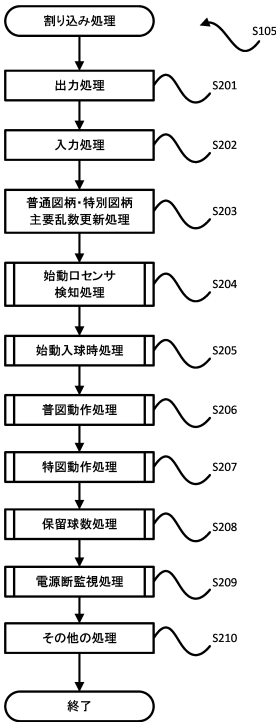 割り込み処理
S105
出力処理
S201
入力処理
S202
普通図柄・特別図柄
主要乱数更新処理
S203
始動口センサ
検知処理
S204
始動入球時処理
S205
普図動作処理
S206
特図動作処理
S207
保留球数処理
S208
電源断監視処理
S209
その他の処理
S210
終了